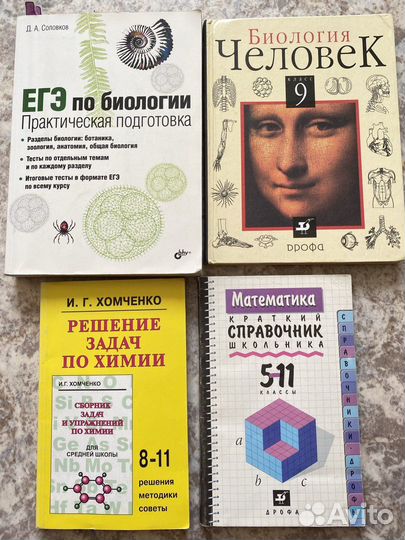 Д. А. Соловков
ЕГЭ по биологии
Практическая подготовка
• Разделы биологии: ботаника,
зоология, анатомия, общая биология
• Тесты по отдельным темам
и по каждому разделу
• Итоговые тесты в формате ЕГЭ
по всему курсу
bhv
Биология
Человек
КЛАСС
9
ДРОФА
И. Г. ХОМЧЕНКО
РЕШЕНИЕ
ЗАДАЧ
ПО ХИМИИ
И.Г. ХОМЧЕНКО
СБОРНИК
ЗАДАЧ
И УПРАЖНЕНИЙ
ПО ХИМИИ
ДЛЯ
СРЕДНЕЙ ШКОЛЫ
8-11
решения
методики
советы
Математика
КРАТКИЙ
СПРАВОЧНИК
ШКОЛЬНИКА
5-11
КЛАССЫ
a
b
c
ДРОФА
СПРАВОЧНИКИ ДРОФЫ
Avito